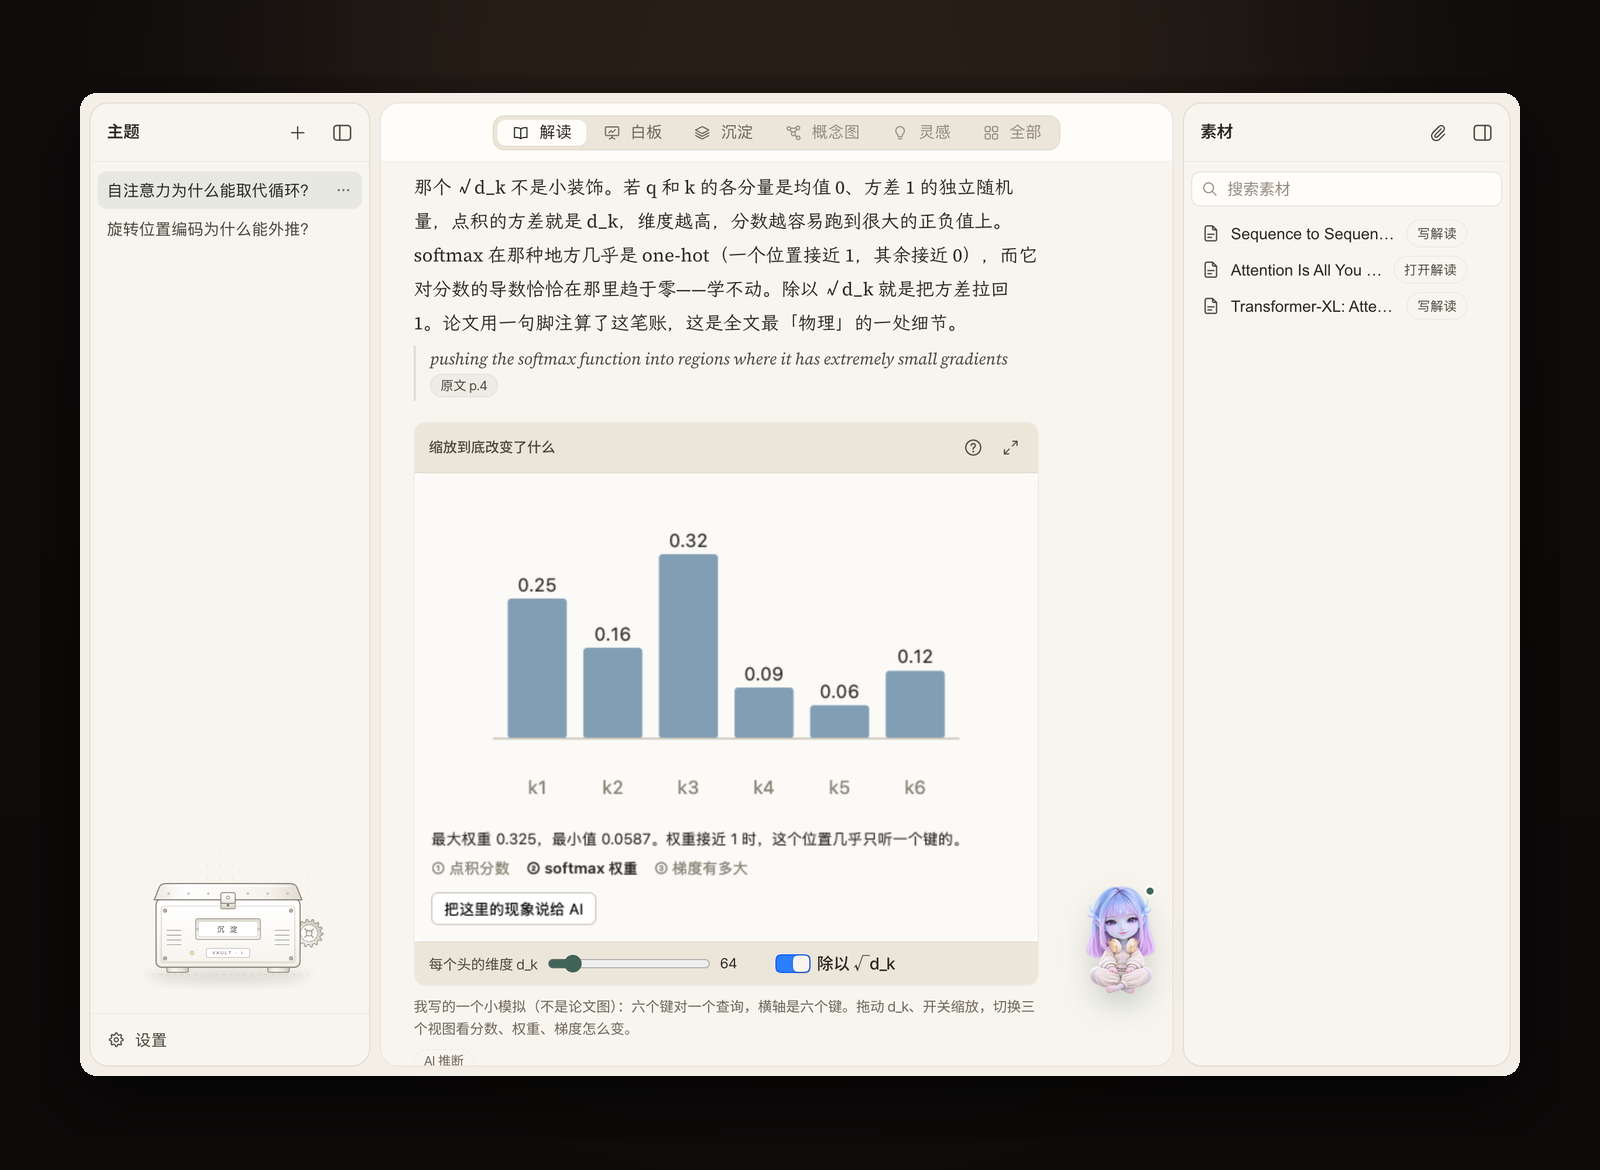 主题
自注意力为什么能取代循环?
旋转位置编码为什么能外推?
沉 淀
VAULT · I
设置
解读
白板
沉淀
概念图
灵感
全部
那个 √d_k 不是小装饰。若 q 和 k 的各分量是均值 0、方差 1 的独立随机
量，点积的方差就是 d_k，维度越高，分数越容易跑到很大的正负值上。
softmax 在那种地方几乎是 one-hot（一个位置接近 1，其余接近 0），而它
对分数的导数恰恰在那里趋于零——学不动。除以 √d_k 就是把方差拉回
1。论文用一句脚注算了这笔账，这是全文最「物理」的一处细节。
pushing the softmax function into regions where it has extremely small gradients
原文 p.4
缩放到底改变了什么
0.25
0.16
0.32
0.09
0.06
0.12
k1
k2
k3
k4
k5
k6
最大权重 0.325，最小值 0.0587。权重接近 1 时，这个位置几乎只听一个键的。
① 点积分数 ② softmax 权重 ③ 梯度有多大
把这里的现象说给 AI
每个头的维度 d_k 64 除以 √d_k
我写的一个小模拟（不是论文图）：六个键对一个查询，横轴是六个键。拖动 d_k、开关缩放，切换三
个视图看分数、权重、梯度怎么变。
AI 推断
素材
搜索素材
Sequence to Sequen... 写解读
Attention Is All You ... 打开解读
Transformer-XL: Atte... 写解读